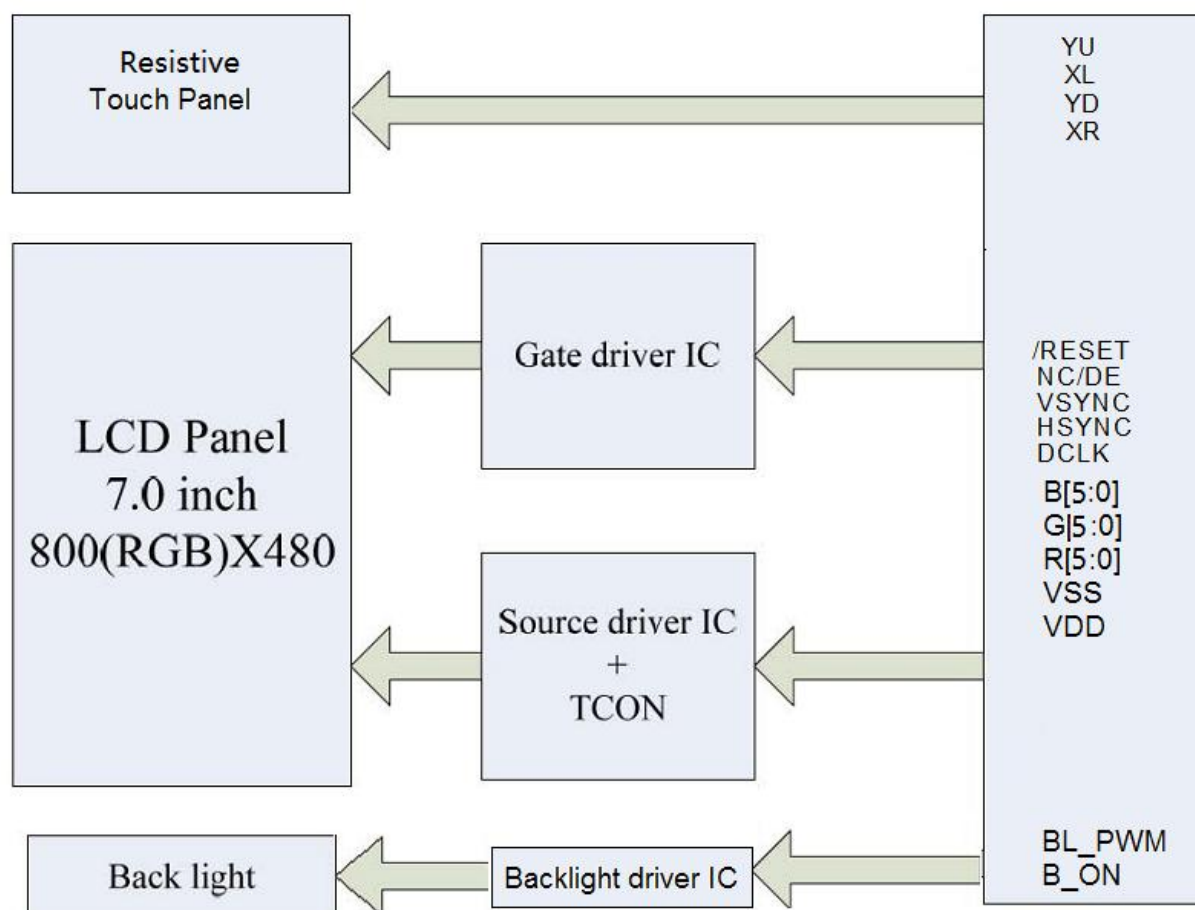 Resistive
Touch Panel
YU
XL
YD
XR
LCD Panel
7.0 inch
800(RGB)X480
Gate driver IC
Source driver IC
+
TCON
/RESET
NC/DE
VSYNC
HSYNC
DCLK
B[5:0]
G|5:0]
R[5:0]
VSS
VDD
Back light
Backlight driver IC
BL_PWM
B_ON